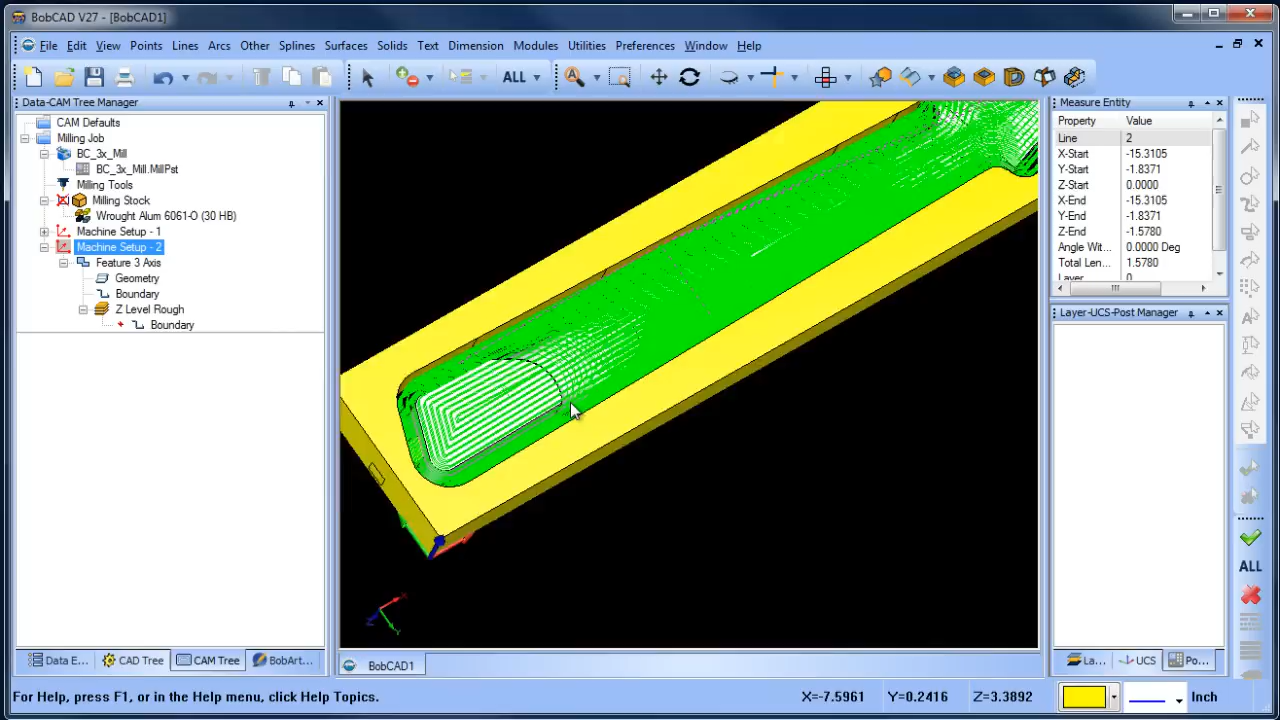 BobCAD V27 - [BobCAD1]
File Edit View Points Lines Arcs Other Splines Surfaces Solids Text Dimension Modules Utilities Preferences Window Help
ALL
Data-CAM Tree Manager
CAM Defaults
Milling Job
BC_3x_Mill
BC_3x_Mill.MillPst
Milling Tools
Milling Stock
Wrought Alum 6061-O (30 HB)
Machine Setup - 1
Machine Setup - 2
Feature 3 Axis
Geometry
Boundary
Z Level Rough
Boundary
Data E... CAD Tree CAM Tree BobArt...
BobCAD1
Measure Entity
Property Value
Line 2
X-Start -15.3105
Y-Start -1.8371
Z-Start 0.0000
X-End -15.3105
Y-End -1.8371
Z-End -1.5780
Angle Wit... 0.0000 Deg
Total Len... 1.5780
Layer 0
Layer-UCS-Post Manager
ALL
La... UCS Po...
For Help, press F1, or in the Help menu, click Help Topics.
X=-7.5961 Y=0.2416 Z=3.3892 Inch